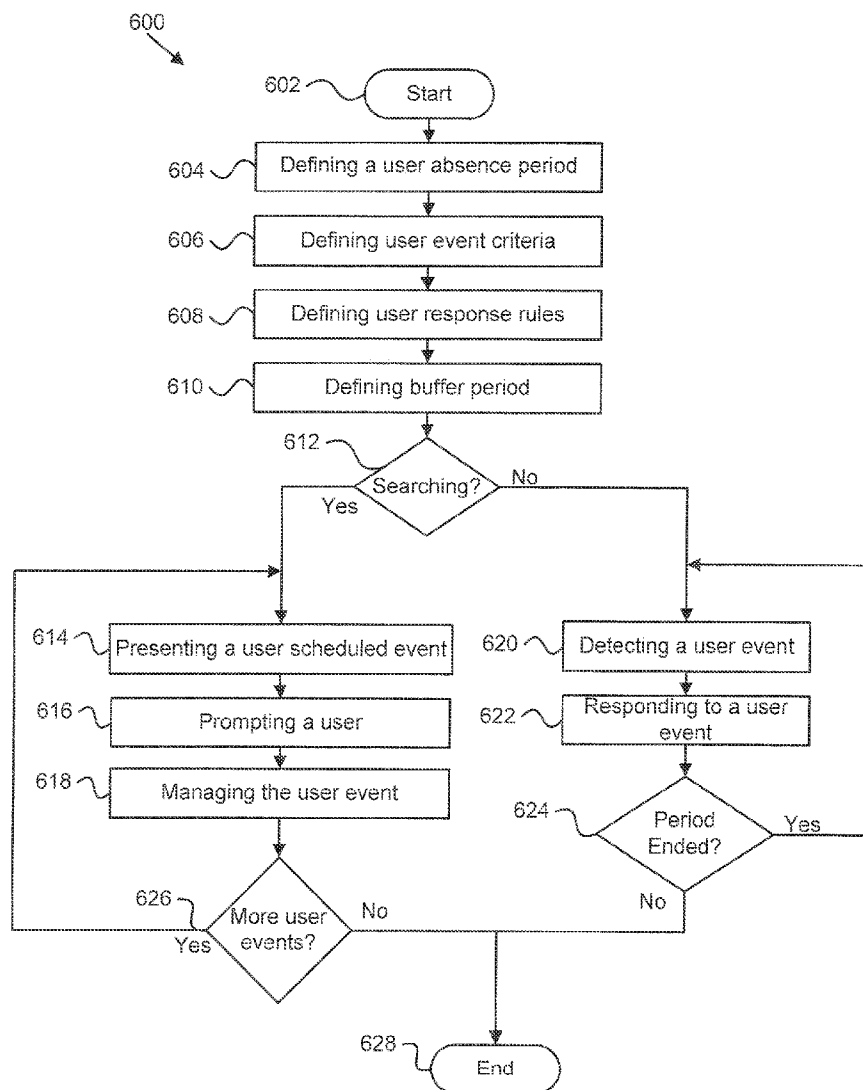 600
602
Start
604
Defining a user absence period
606
Defining user event criteria
608
Defining user response rules
610
Defining buffer period
612
Searching?
Yes
No
614
Presenting a user scheduled event
616
Prompting a user
618
Managing the user event
620
Detecting a user event
622
Responding to a user
event
624
Period
Ended?
Yes
No
626
More user
events?
Yes
No
628
End